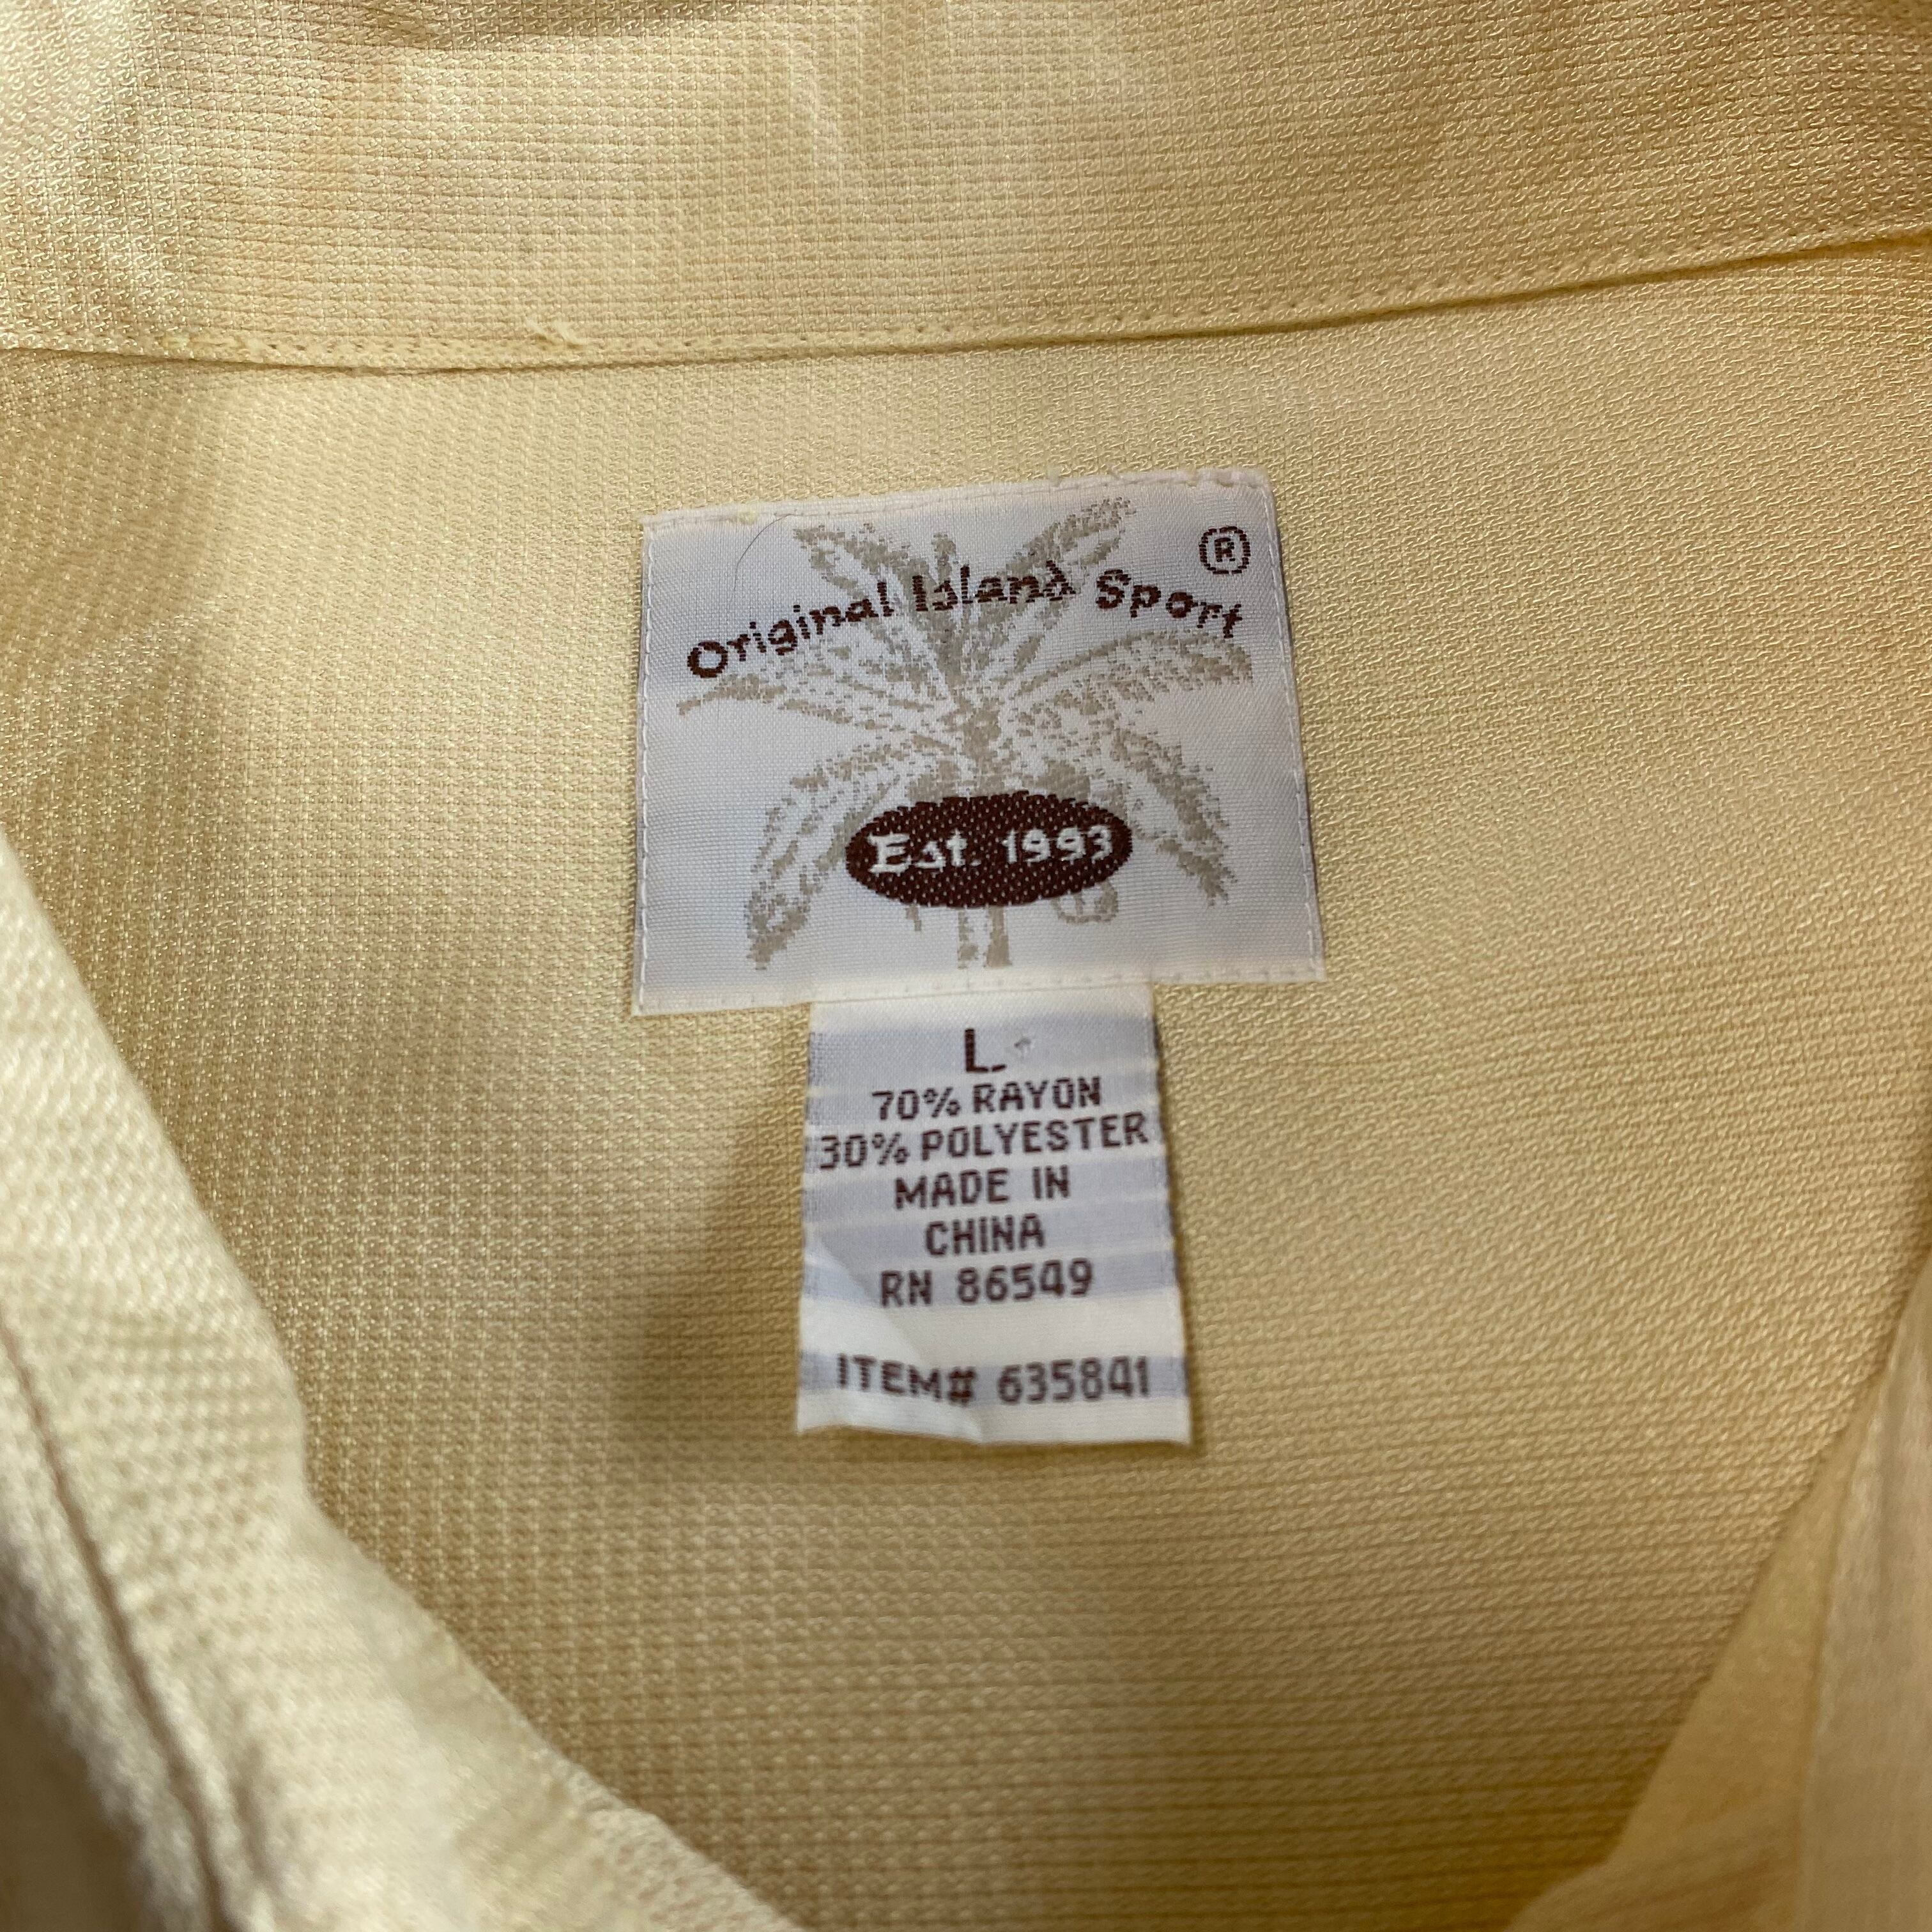 Original Island Sport ®
Est. 1993
L
70% RAYON
30% POLYESTER
MADE IN
CHINA
RN 86549
ITEM# 635841